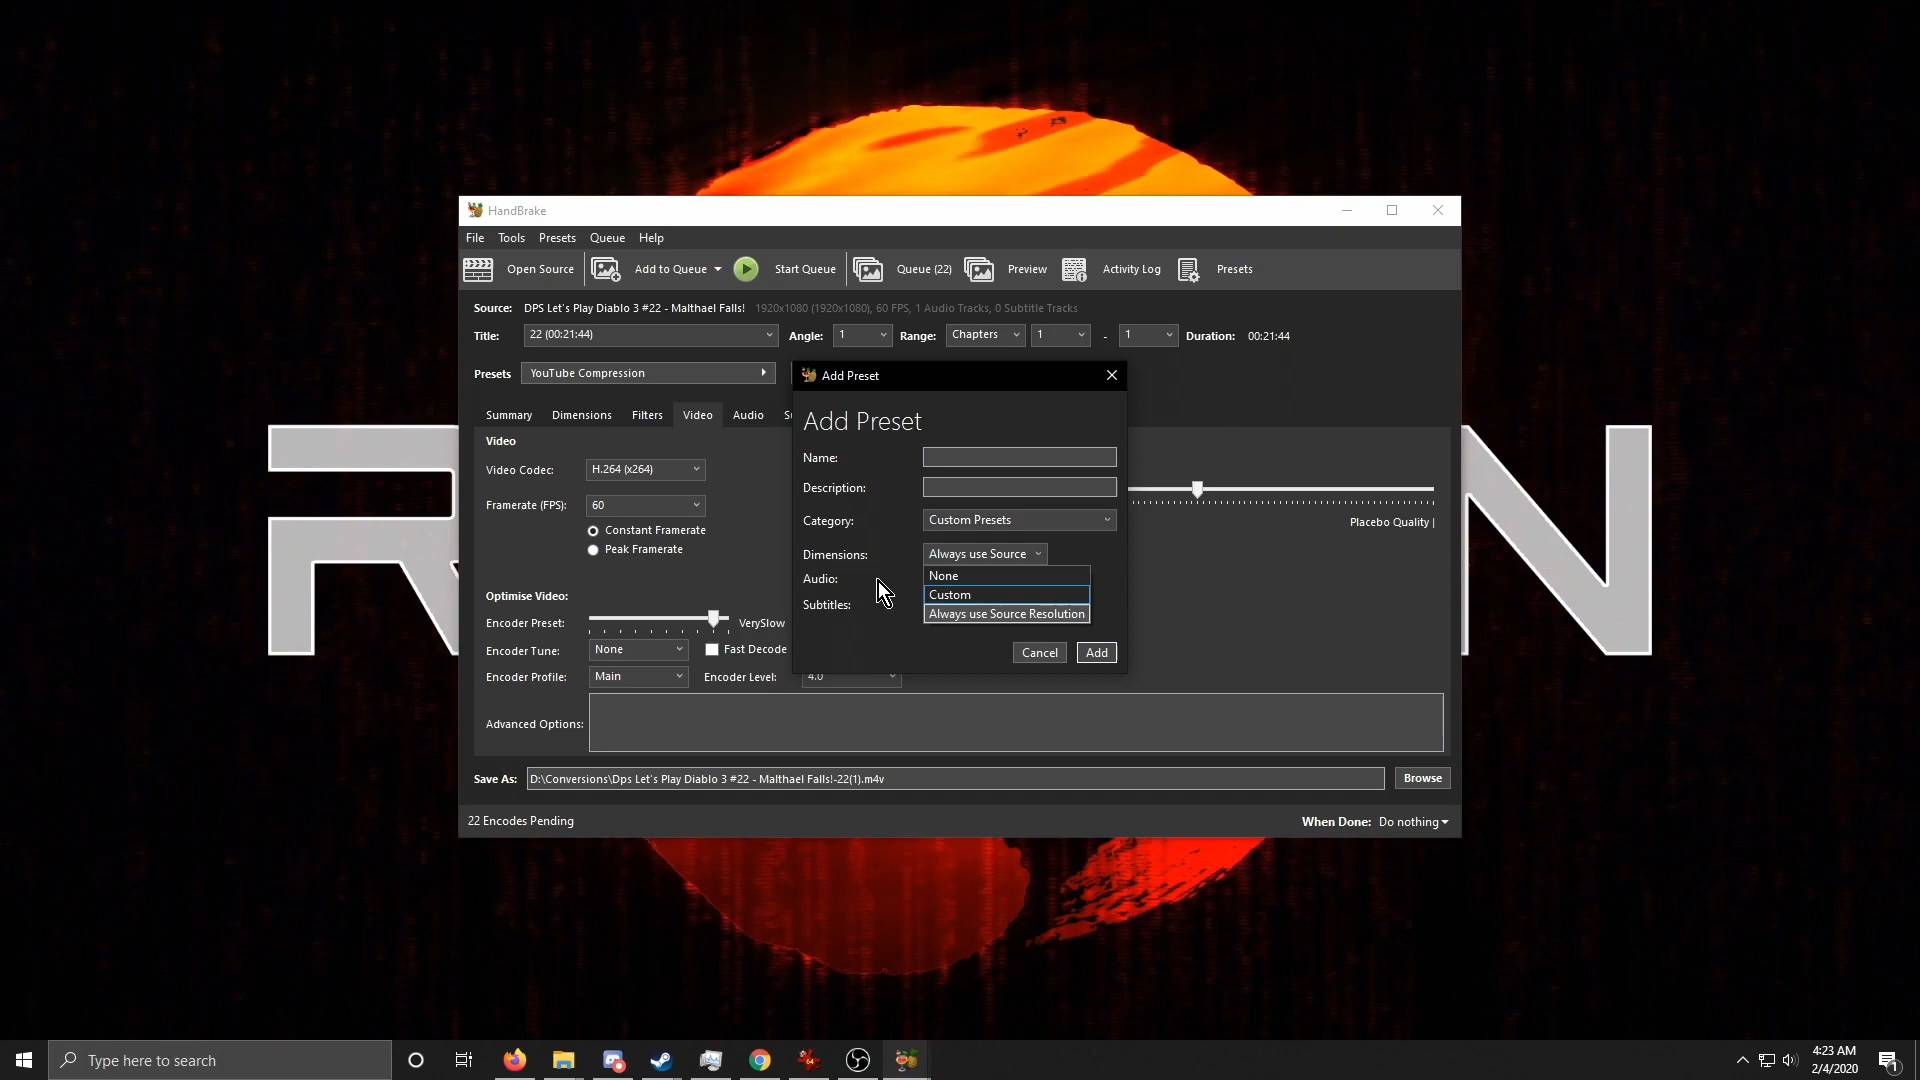 HandBrake
File Tools Presets Queue Help
Open Source Add to Queue Start Queue Queue (22) Preview Activity Log Presets
Source: DPS Let's Play Diablo 3 #22 - Malthael Falls! 1920x1080 (1920x1080), 60 FPS, 1 Audio Tracks, 0 Subtitle Tracks
Title: 22 (00:21:44) Angle: 1 Range: Chapters 1 - 1 Duration: 00:21:44
Presets YouTube Compression
Add Preset
Summary Dimensions Filters Video Audio
Add Preset
Video
Name:
Video Codec: H.264 (x264)
Description:
Framerate (FPS): 60
Category: Custom Presets
Placebo Quality |
Constant Framerate
Peak Framerate
Dimensions: Always use Source
None
Audio:
Custom
Optimise Video:
Subtitles:
Always use Source Resolution
Encoder Preset: VerySlow
Encoder Tune: None Fast Decode
Cancel Add
Encoder Profile: Main Encoder Level: 4.0
Advanced Options:
Save As: D:\Conversions\Dps Let's Play Diablo 3 #22 - Malthael Falls!-22(1).m4v Browse
22 Encodes Pending When Done: Do nothing
Type here to search
4:23 AM
2/4/2020
1